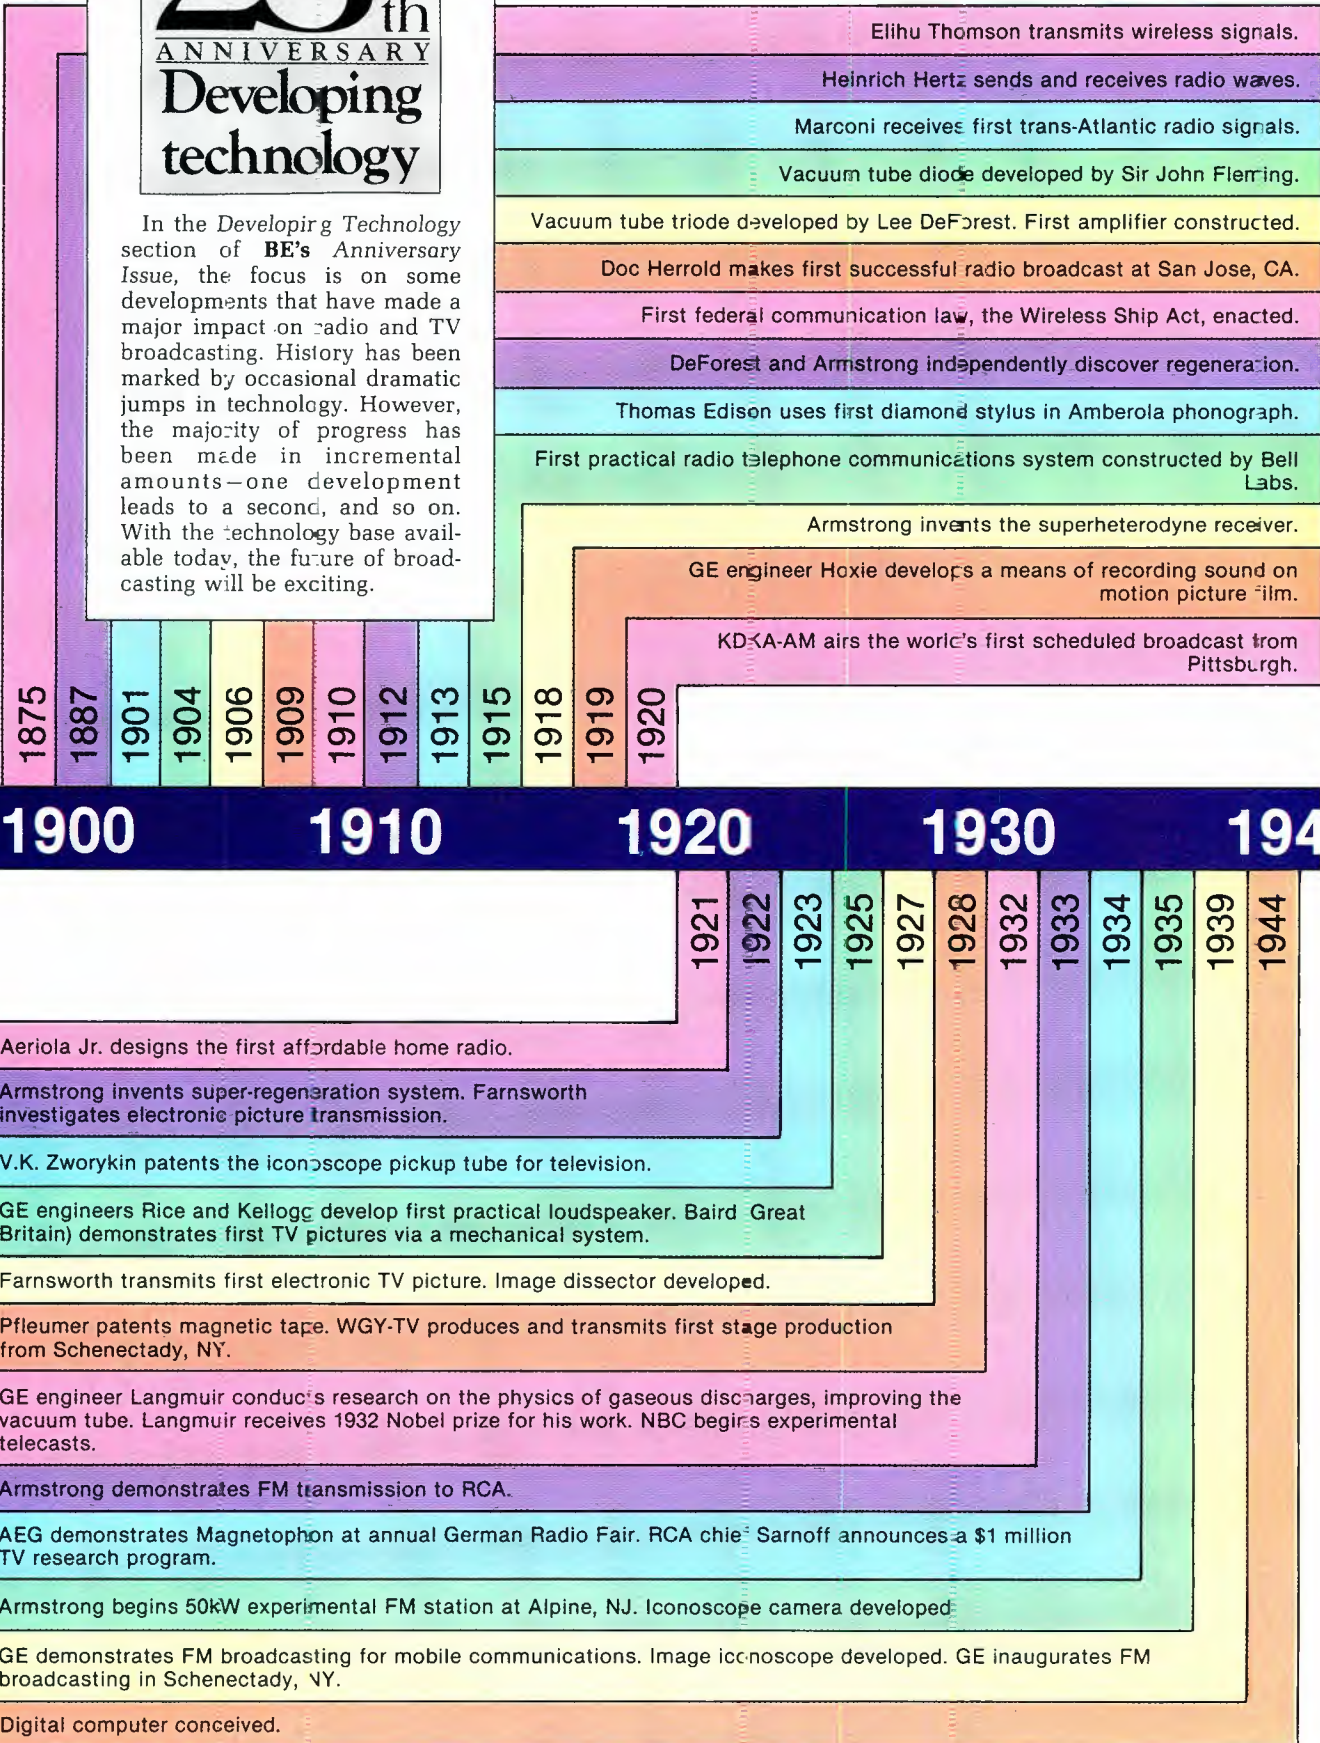 25th
ANNIVERSARY
Developing
technology
In the Developing Technology
section of BE's Anniversary
Issue, the focus is on some
developments that have made a
major impact on radio and TV
broadcasting. History has been
marked by occasional dramatic
jumps in technology. However,
the majority of progress has
been made in incremental
amounts—one development
leads to a second, and so on.
With the technology base avail-
able today, the future of broad-
casting will be exciting.
Elihu Thomson transmits wireless signals.
Heinrich Hertz sends and receives radio waves.
Marconi receives first trans-Atlantic radio signals.
Vacuum tube diode developed by Sir John Flemming.
Vacuum tube triode developed by Lee DeForest. First amplifier constructed.
Doc Herrold makes first successful radio broadcast at San Jose, CA.
First federal communication law, the Wireless Ship Act, enacted.
DeForest and Armstrong independently discover regeneration.
Thomas Edison uses first diamond stylus in Amberola phonograph.
First practical radio telephone communications system constructed by Bell
Labs.
Armstrong invents the superheterodyne receiver.
GE engineer Hoxie develops a means of recording sound on
motion picture film.
KDKA-AM airs the world's first scheduled broadcast from
Pittsburgh.
1875
1887
1901
1904
1906
1909
1910
1912
1913
1915
1918
1919
1920
1900 1910 1920 1930 194
1921
1922
1923
1925
1927
1928
1932
1933
1934
1935
1939
1944
Aeriola Jr. designs the first affordable home radio.
Armstrong invents super-regeneration system. Farnsworth
investigates electronic picture transmission.
V.K. Zworykin patents the iconoscope pickup tube for television.
GE engineers Rice and Kellogg develop first practical loudspeaker. Baird (Great
Britain) demonstrates first TV pictures via a mechanical system.
Farnsworth transmits first electronic TV picture. Image dissector developed.
Pfleumer patents magnetic tape. WGY-TV produces and transmits first stage production
from Schenectady, NY.
GE engineer Langmuir conducts research on the physics of gaseous discharges, improving the
vacuum tube. Langmuir receives 1932 Nobel prize for his work. NBC begins experimental
telecasts.
Armstrong demonstrates FM transmission to RCA.
AEG demonstrates Magnetophon at annual German Radio Fair. RCA chief Sarnoff announces a $1 million
TV research program.
Armstrong begins 50kW experimental FM station at Alpine, NJ. Iconoscope camera developed
GE demonstrates FM broadcasting for mobile communications. Image iconoscope developed. GE inaugurates FM
broadcasting in Schenectady, NY.
Digital computer conceived.